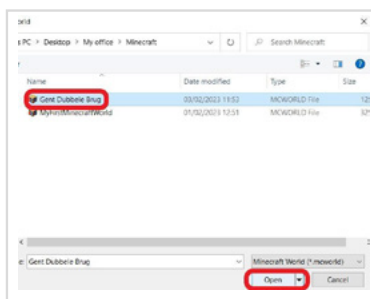 orld
s PC > Desktop > My office > Minecraft
Search Minecraft
Name Date modified Type Size
Gent Dubbele Brug 03/02/2023 11:53 MCWORLD File
MyFirstMinecraftWorld 01/02/2023 12:51 MCWORLD File
Gent Dubbele Brug
Minecraft World (*.mcworld)
Open Cancel